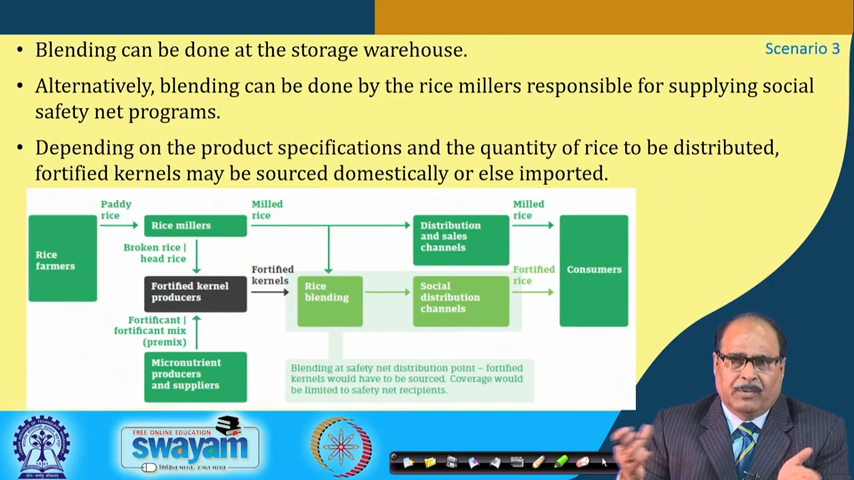 • Blending can be done at the storage warehouse.
Scenario 3
• Alternatively, blending can be done by the rice millers responsible for supplying social
safety net programs.
• Depending on the product specifications and the quantity of rice to be distributed,
fortified kernels may be sourced domestically or else imported.
Rice
farmers
Paddy
rice
Rice millers
Milled
rice
Distribution
and sales
channels
Milled
rice
Consumers
Broken rice |
head rice
Fortified kernel
producers
Fortified
kernels
Rice
blending
Social
distribution
channels
Fortified
rice
Fortificant |
fortificant mix
(premix)
Micronutrient
producers
and suppliers
Blending at safety net distribution point – fortified
kernels would have to be sourced. Coverage would
be limited to safety net recipients.
FREE ONLINE EDUCATION
swayam